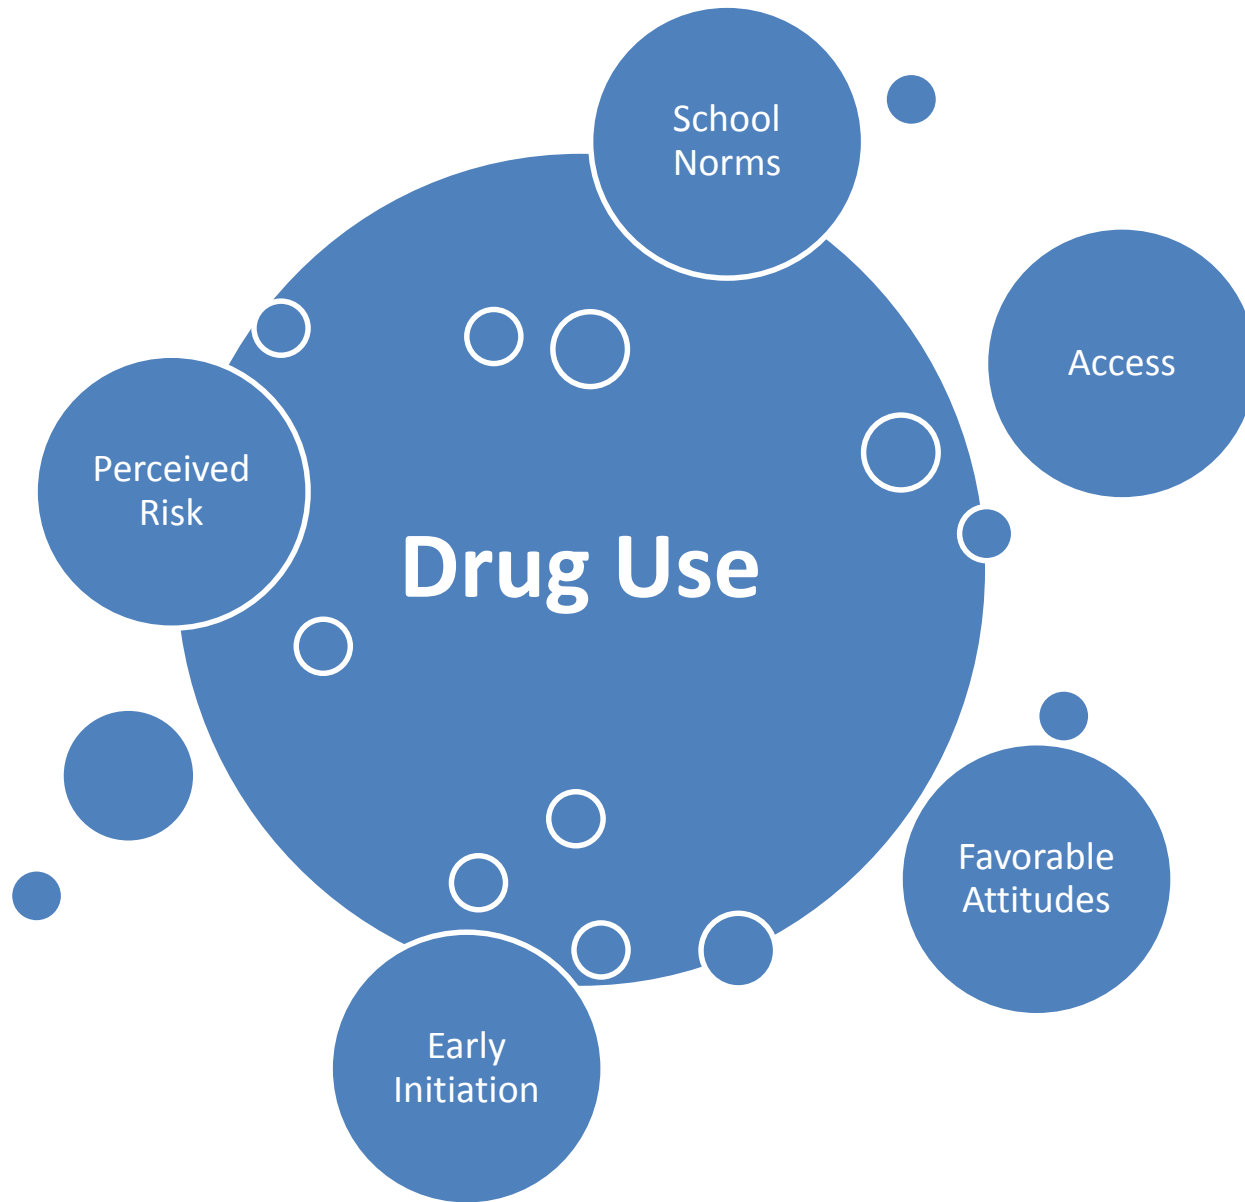 School
Norms
Access
Perceived
Risk
Drug Use
Favorable
Attitudes
Early
Initiation